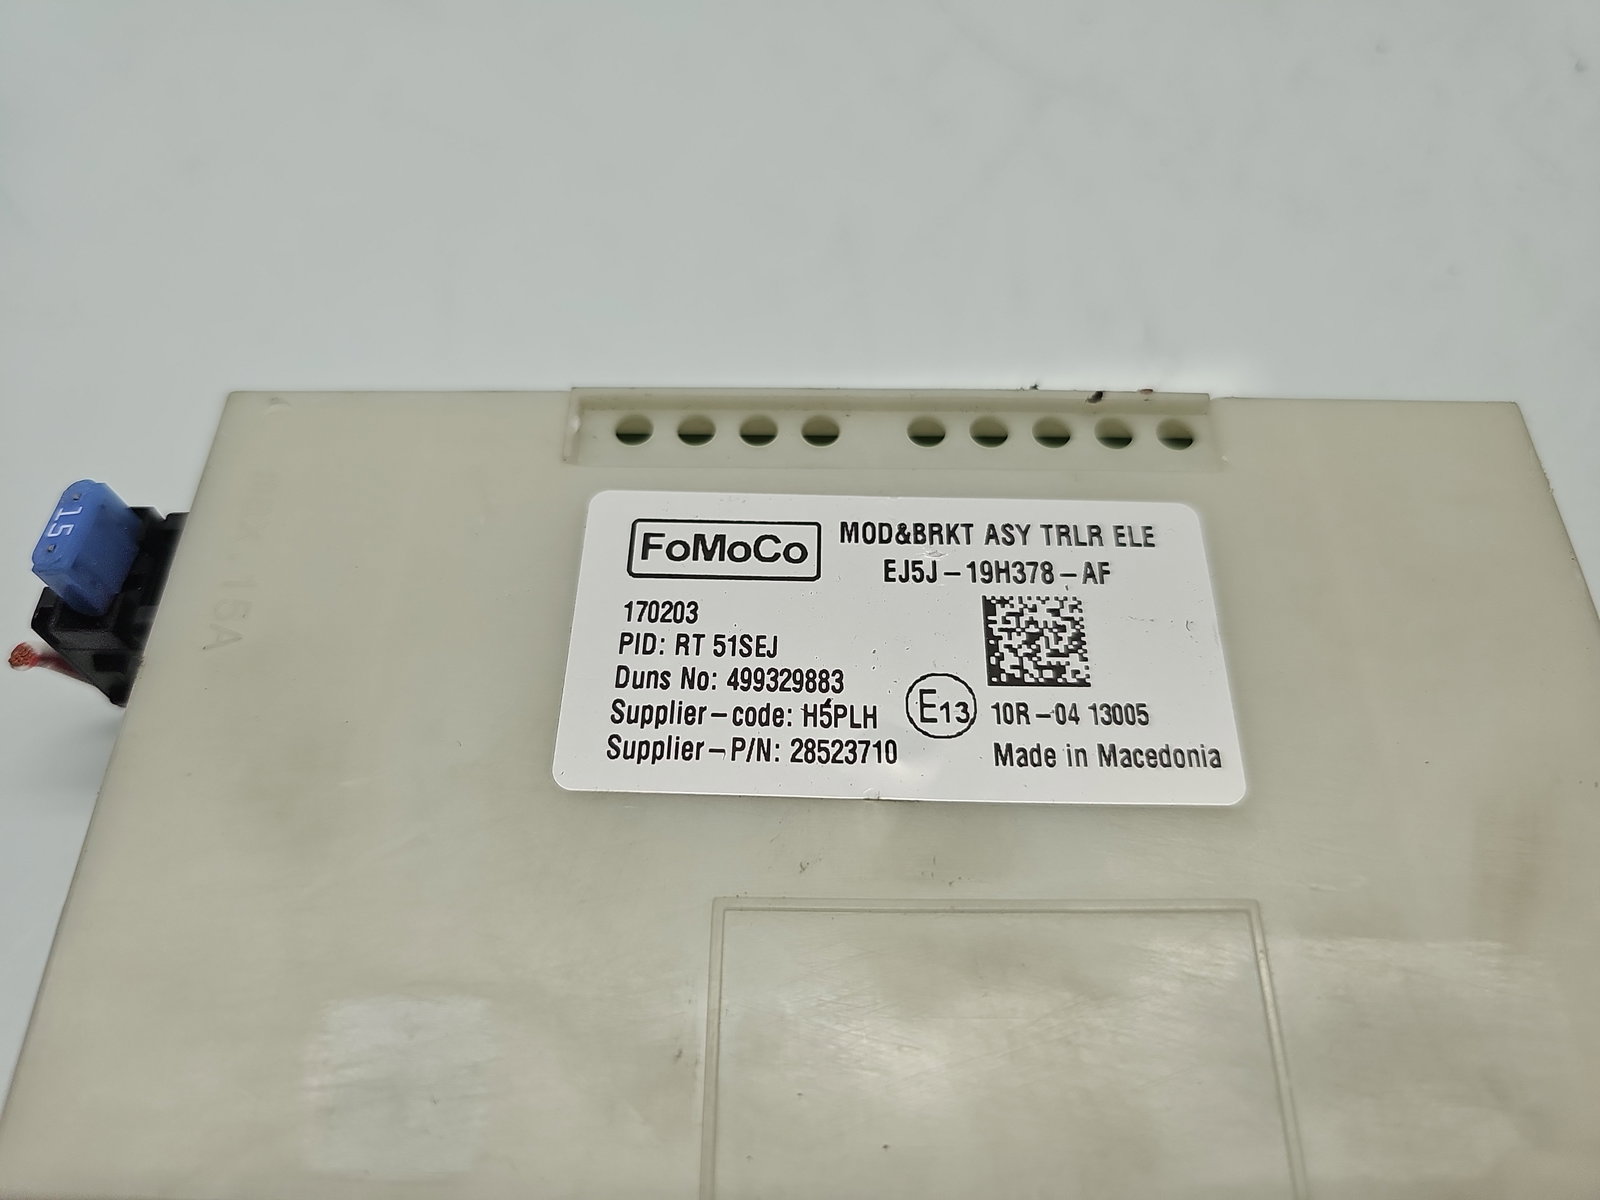 15
FoMoCo
MOD&BRKT ASY TRLR ELE
EJ5J-19H378-AF
170203
PID: RT 51SEJ
Duns No: 499329883
Supplier-code: H5PLH
Supplier-P/N: 28523710
E13
10R-04 13005
Made in Macedonia
15A